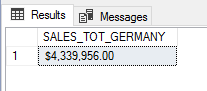 Results Messages
SALES_TOT_GERMANY
1 $4,339,956.00